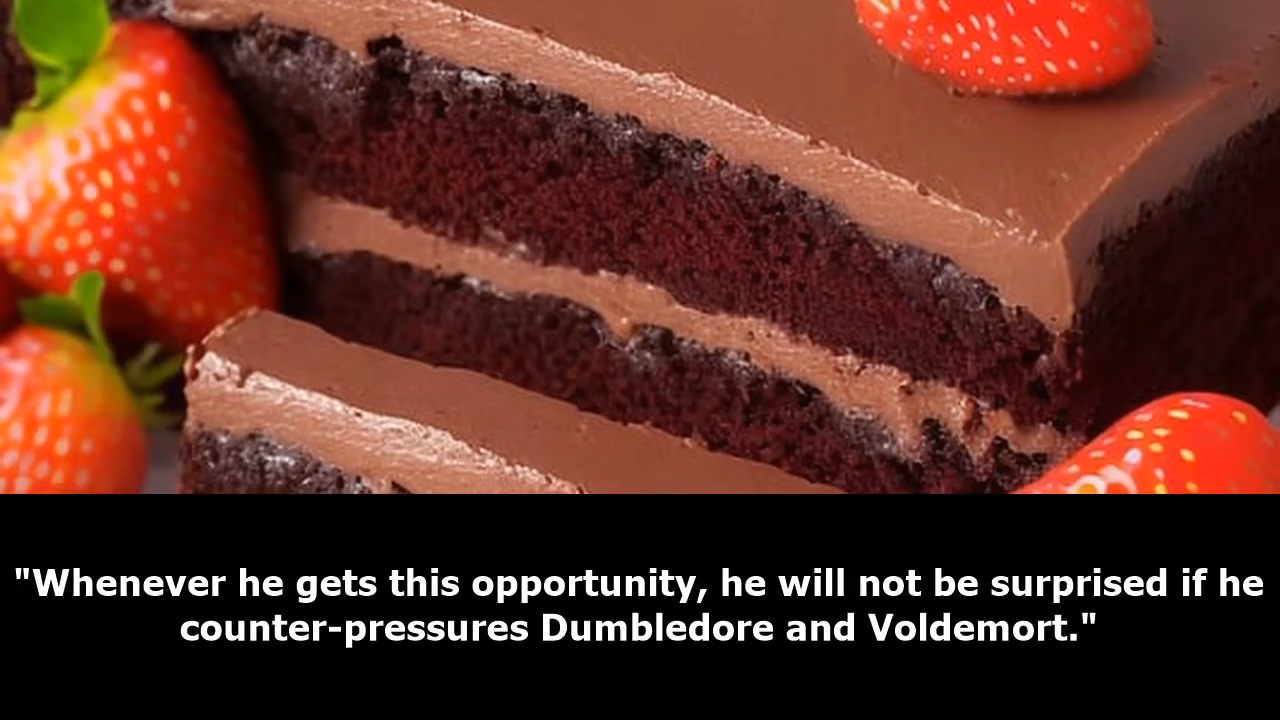 "Whenever he gets this opportunity, he will not be surprised if he
counter-pressures Dumbledore and Voldemort."